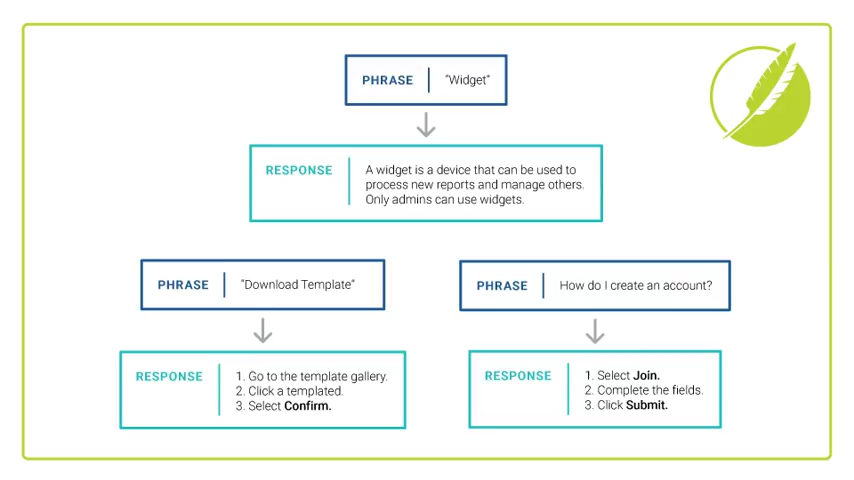 PHRASE "Widget"
RESPONSE A widget is a device that can be used to
process new reports and manage others.
Only admins can use widgets.
PHRASE "Download Template"
RESPONSE 1. Go to the template gallery.
2. Click a templated.
3. Select Confirm.
PHRASE How do I create an account?
RESPONSE 1. Select Join.
2. Complete the fields.
3. Click Submit.